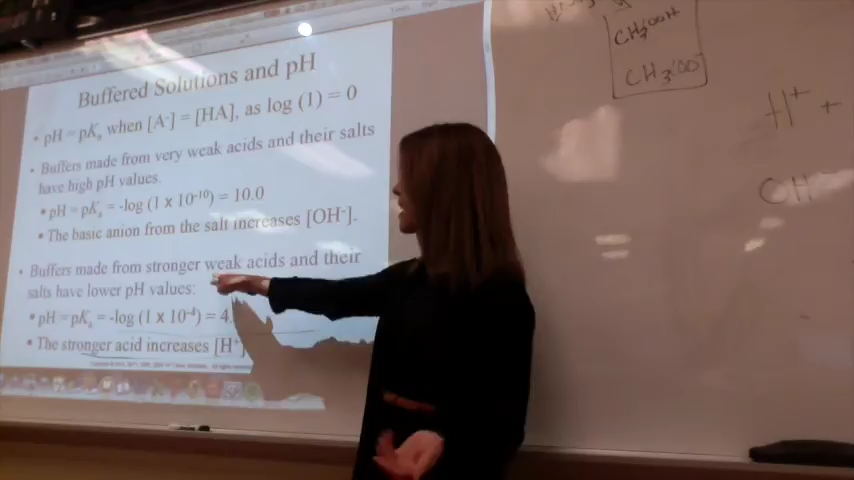 Buffered Solutions and pH
• pH = pKa when [A-] = [HA], as log (1) = 0
• Buffers made from very weak acids and their salts
have high pH values.
• pH = pKa = -log (1 x 10-10) = 10.0
• The basic anion from the salt increases [OH-].
• Buffers made from stronger weak acids and their
salts have lower pH values:
• pH = pKa = -log (1 x 10-4) = 4.
• The stronger acid increases [H+]
CH3COOH
CH3COO-
H+ +
OH-